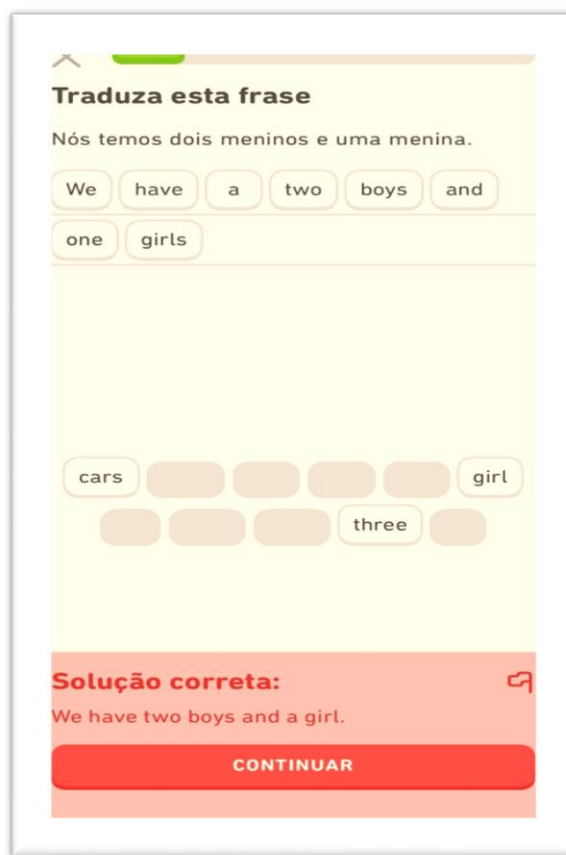 Traduza esta frase
Nós temos dois meninos e uma menina.
We have a two boys and
one girls
cars girl
three
Solução correta:
We have two boys and a girl.
CONTINUAR